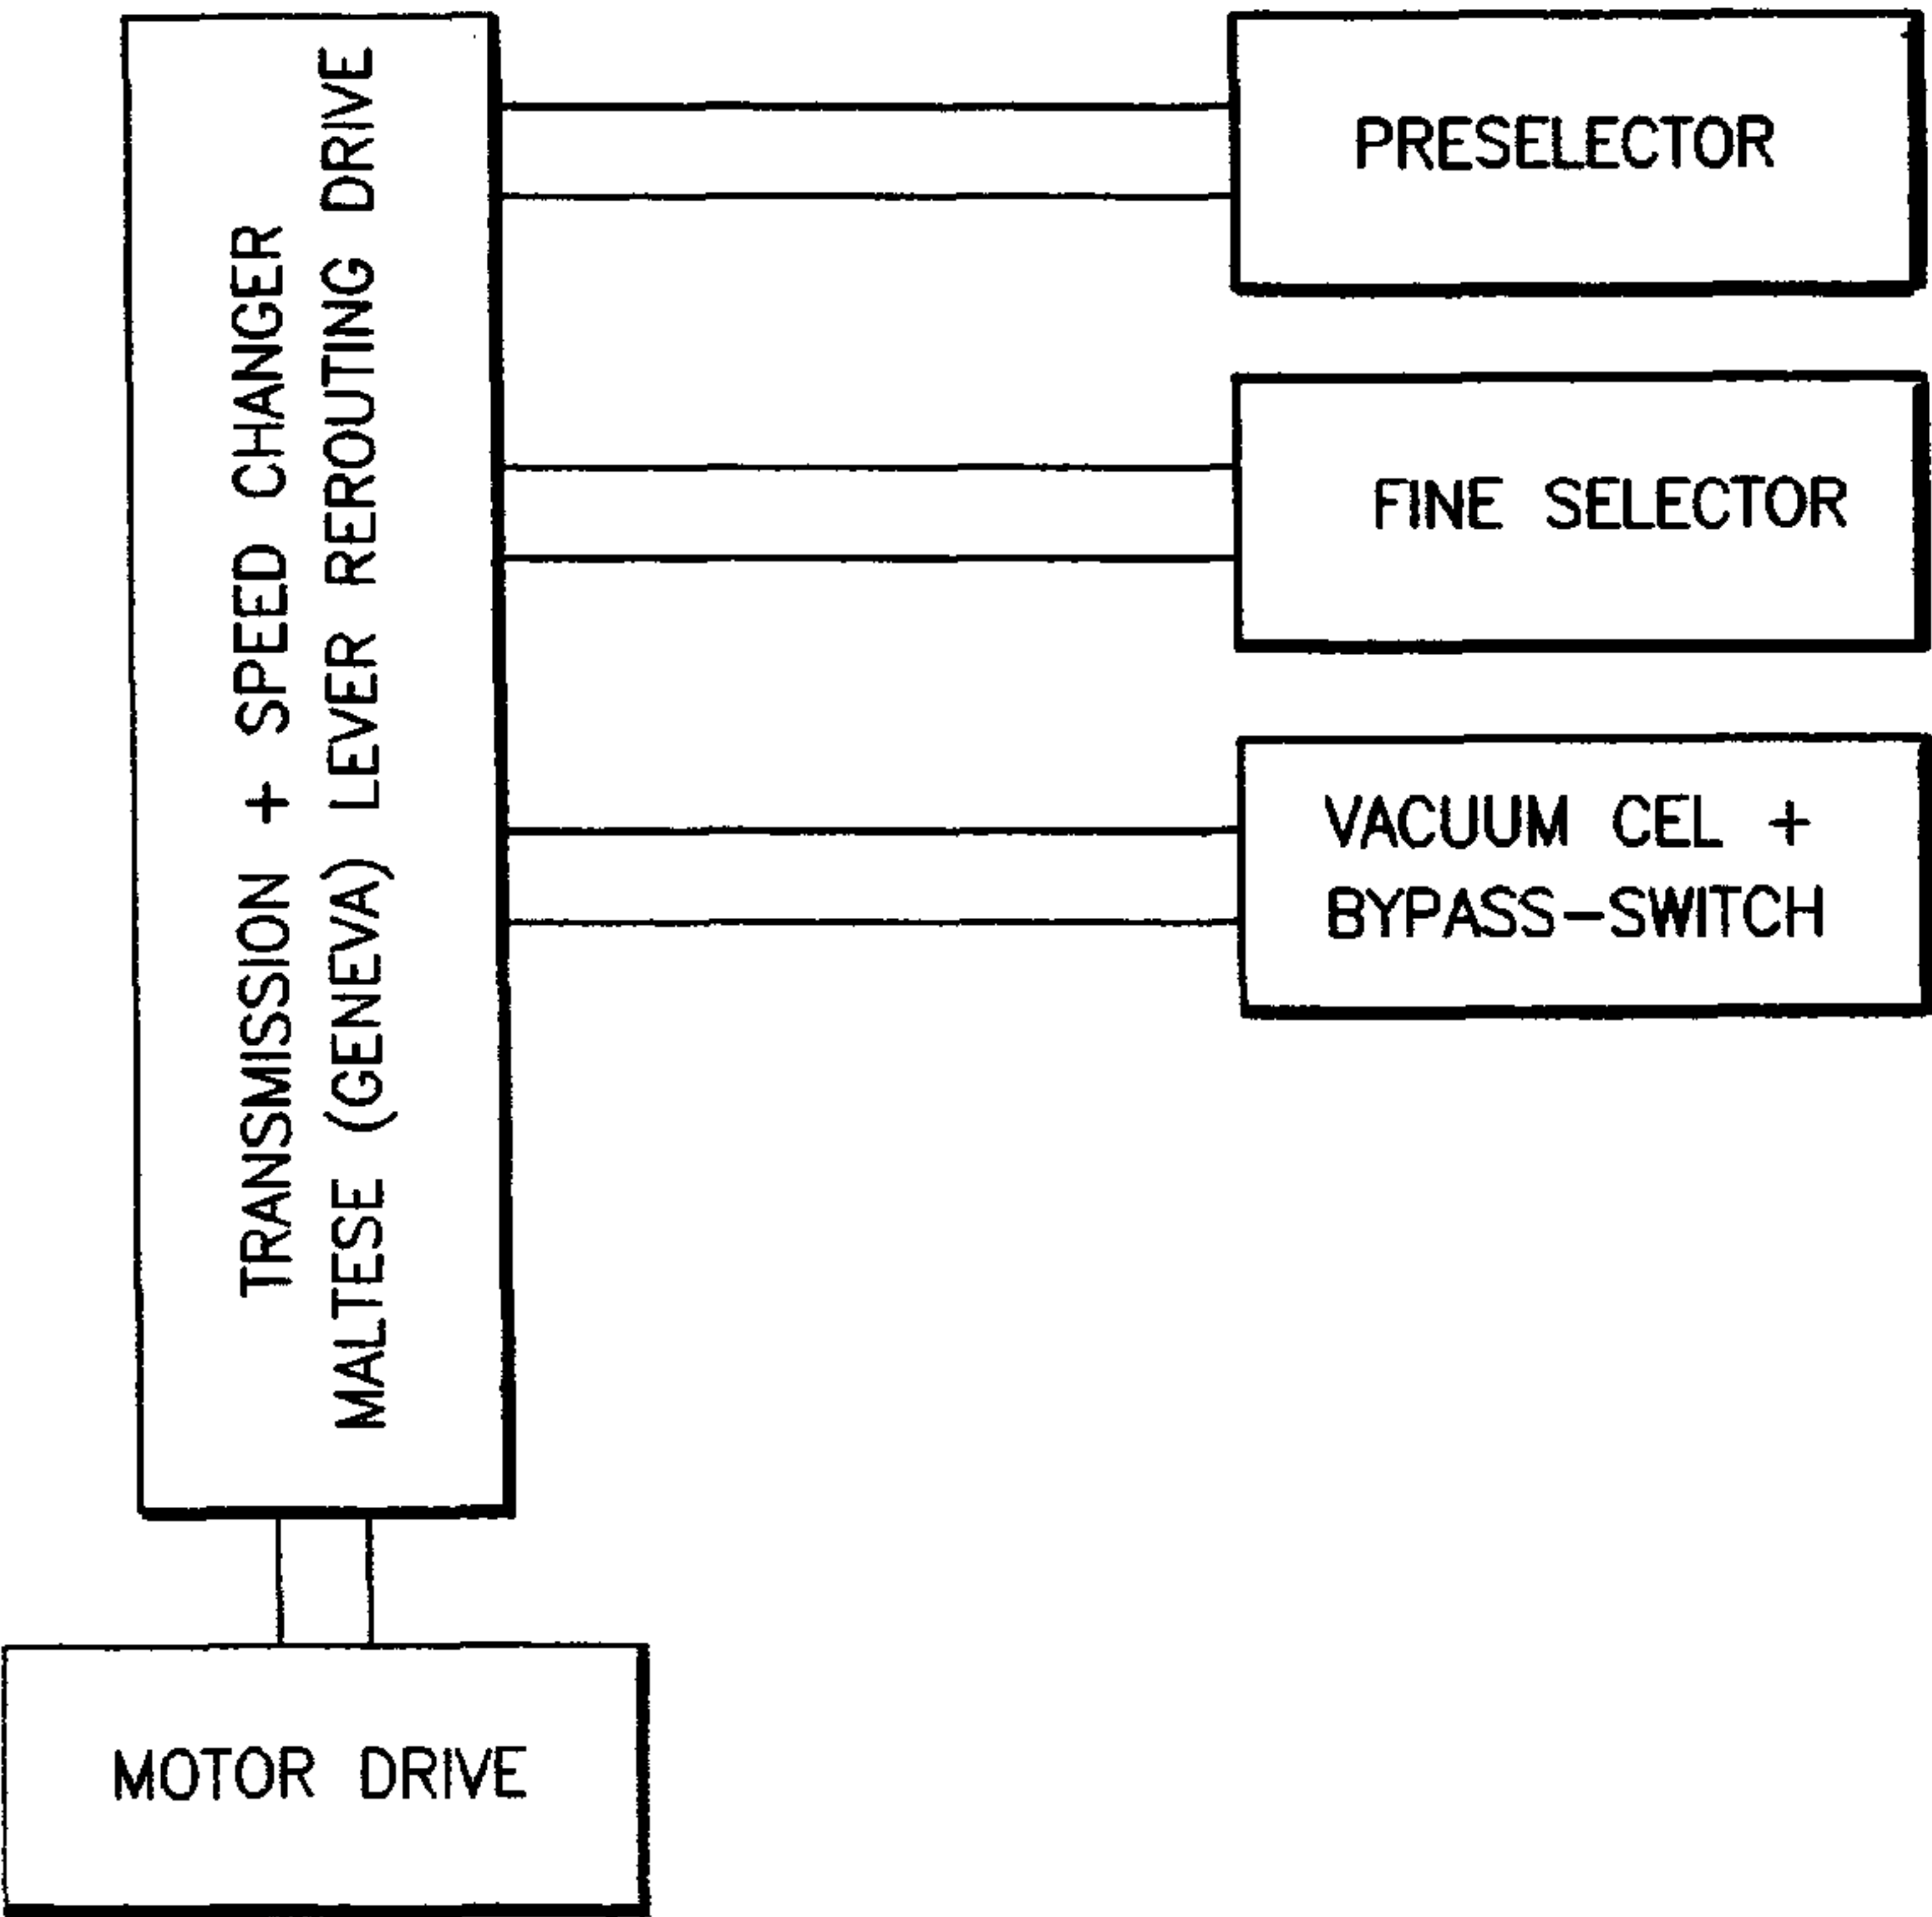 TRANSMISSION + SPEED CHANGER
MALTESE (GENEVA) LEVER REROUTING DRIVE
PRESELECTOR
FINE SELECTOR
VACUUM CEL +
BYPASS-SWITCH
MOTOR DRIVE